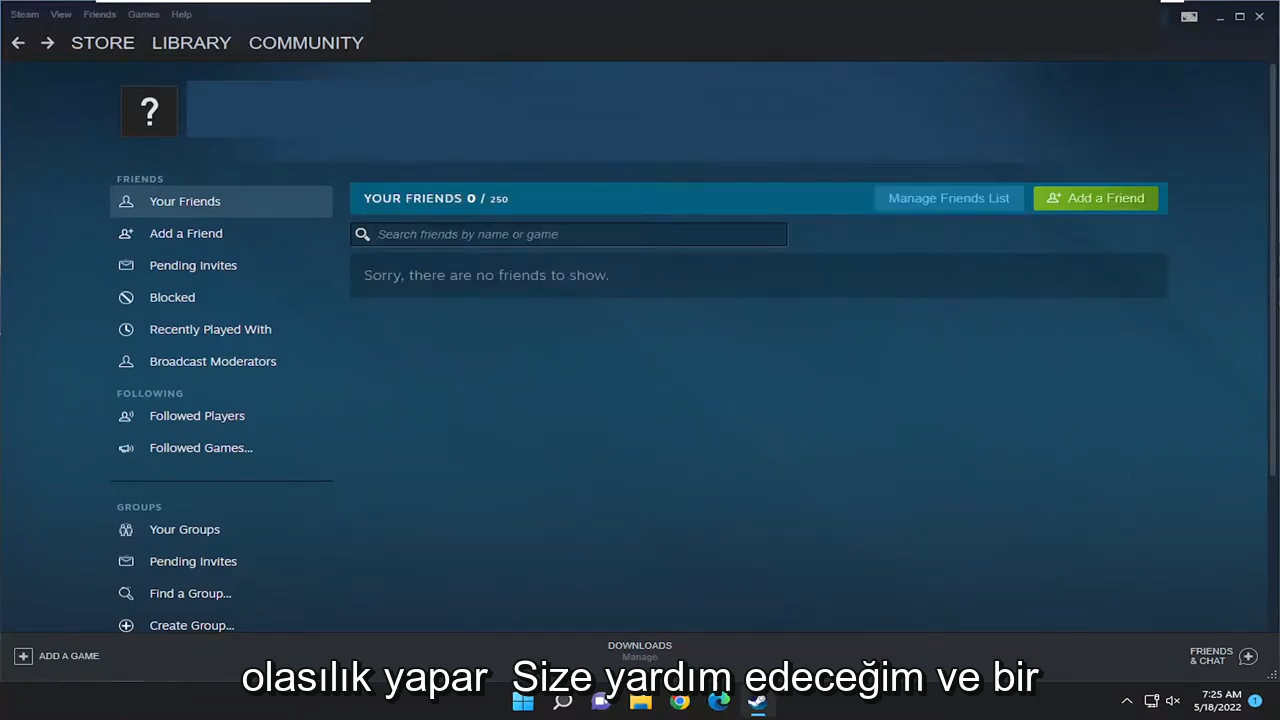 Steam View Friends Games Help
STORE LIBRARY COMMUNITY
?
FRIENDS
Your Friends
Add a Friend
Pending Invites
Blocked
Recently Played With
Broadcast Moderators
FOLLOWING
Followed Players
Followed Games...
GROUPS
Your Groups
Pending Invites
Find a Group...
Create Group...
YOUR FRIENDS 0 / 250
Manage Friends List
Add a Friend
Search friends by name or game
Sorry, there are no friends to show.
ADD A GAME
DOWNLOADS
Manage
FRIENDS
& CHAT
olasılık yapar Size yardım edeceğim ve bir
7:25 AM
5/18/2022
1